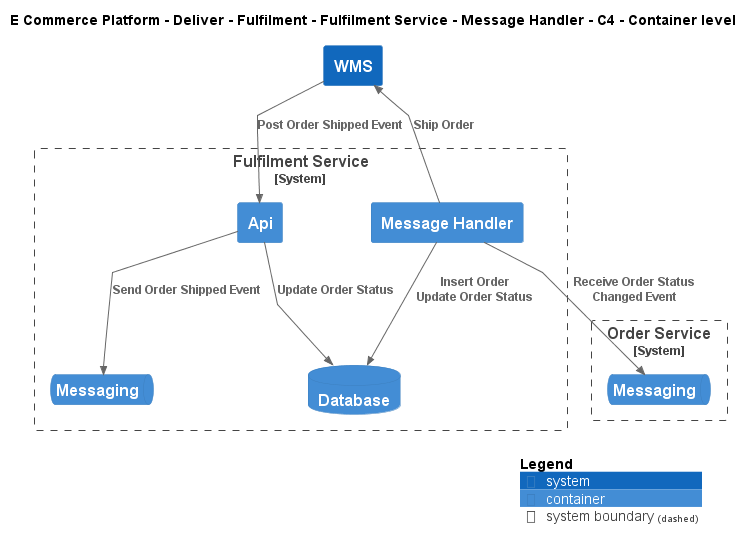 E Commerce Platform - Deliver - Fulfilment - Fulfilment Service - Message Handler - C4 - Container level
WMS
Post Order Shipped Event
Ship Order
Fulfilment Service
[System]
Api
Message Handler
Send Order Shipped Event
Update Order Status
Insert Order
Update Order Status
Receive Order Status
Changed Event
Order Service
[System]
Messaging
Database
Messaging
Legend
system
container
system boundary (dashed)